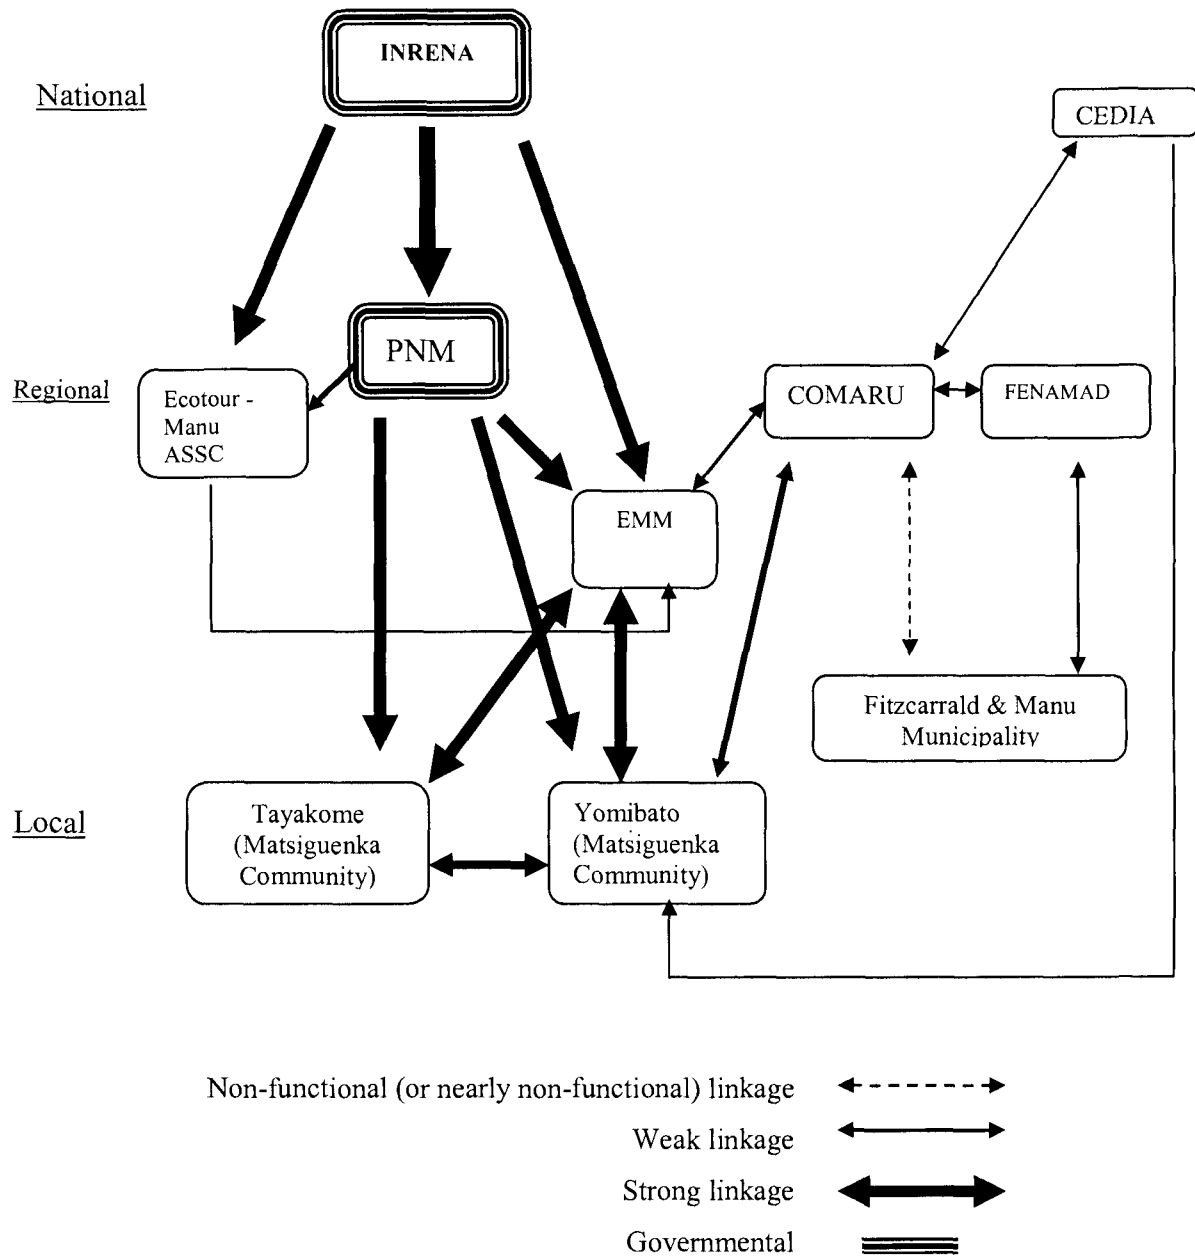 INRENA
National
CEDIA
PNM
Regional
Ecotour -
Manu
ASSC
COMARU
FENAMAD
EMM
Fitzcarrald & Manu
Municipality
Local
Tayakome
(Matsiguenka
Community)
Yomibato
(Matsiguenka
Community)
Non-functional (or nearly non-functional) linkage
Weak linkage
Strong linkage
Governmental